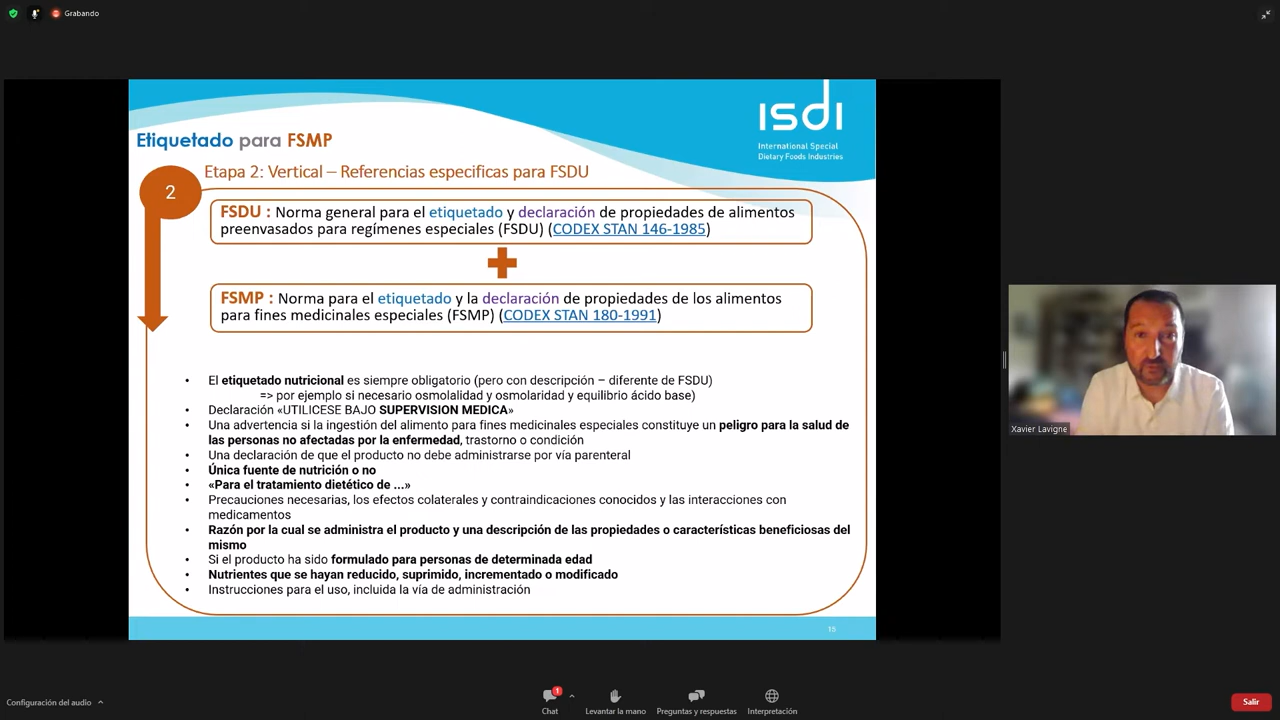 Grabando
isdi
International Special
Dietary Foods Industries
Etiquetado para FSMP
Etapa 2: Vertical – Referencias especificas para FSDU
2
FSDU : Norma general para el etiquetado y declaración de propiedades de alimentos
preenvasados para regímenes especiales (FSDU) (CODEX STAN 146-1985)
FSMP : Norma para el etiquetado y la declaración de propiedades de los alimentos
para fines medicinales especiales (FSMP) (CODEX STAN 180-1991)
• El etiquetado nutricional es siempre obligatorio (pero con descripción – diferente de FSDU)
=> por ejemplo si necesario osmolalidad y osmolaridad y equilibrio ácido base)
• Declaración «UTILICESE BAJO SUPERVISION MEDICA»
• Una advertencia si la ingestión del alimento para fines medicinales especiales constituye un peligro para la salud de
las personas no afectadas por la enfermedad, trastorno o condición
• Una declaración de que el producto no debe administrarse por vía parenteral
• Única fuente de nutrición o no
• «Para el tratamiento dietético de ...»
• Precauciones necesarias, los efectos colaterales y contraindicaciones conocidos y las interacciones con
medicamentos
• Razón por la cual se administra el producto y una descripción de las propiedades o características beneficiosas del
mismo
• Si el producto ha sido formulado para personas de determinada edad
• Nutrientes que se hayan reducido, suprimido, incrementado o modificado
• Instrucciones para el uso, incluida la vía de administración
15
Xavier Lavigne
Configuración del audio
1
Chat
Levantar la mano
Preguntas y respuestas
Interpretación
Salir